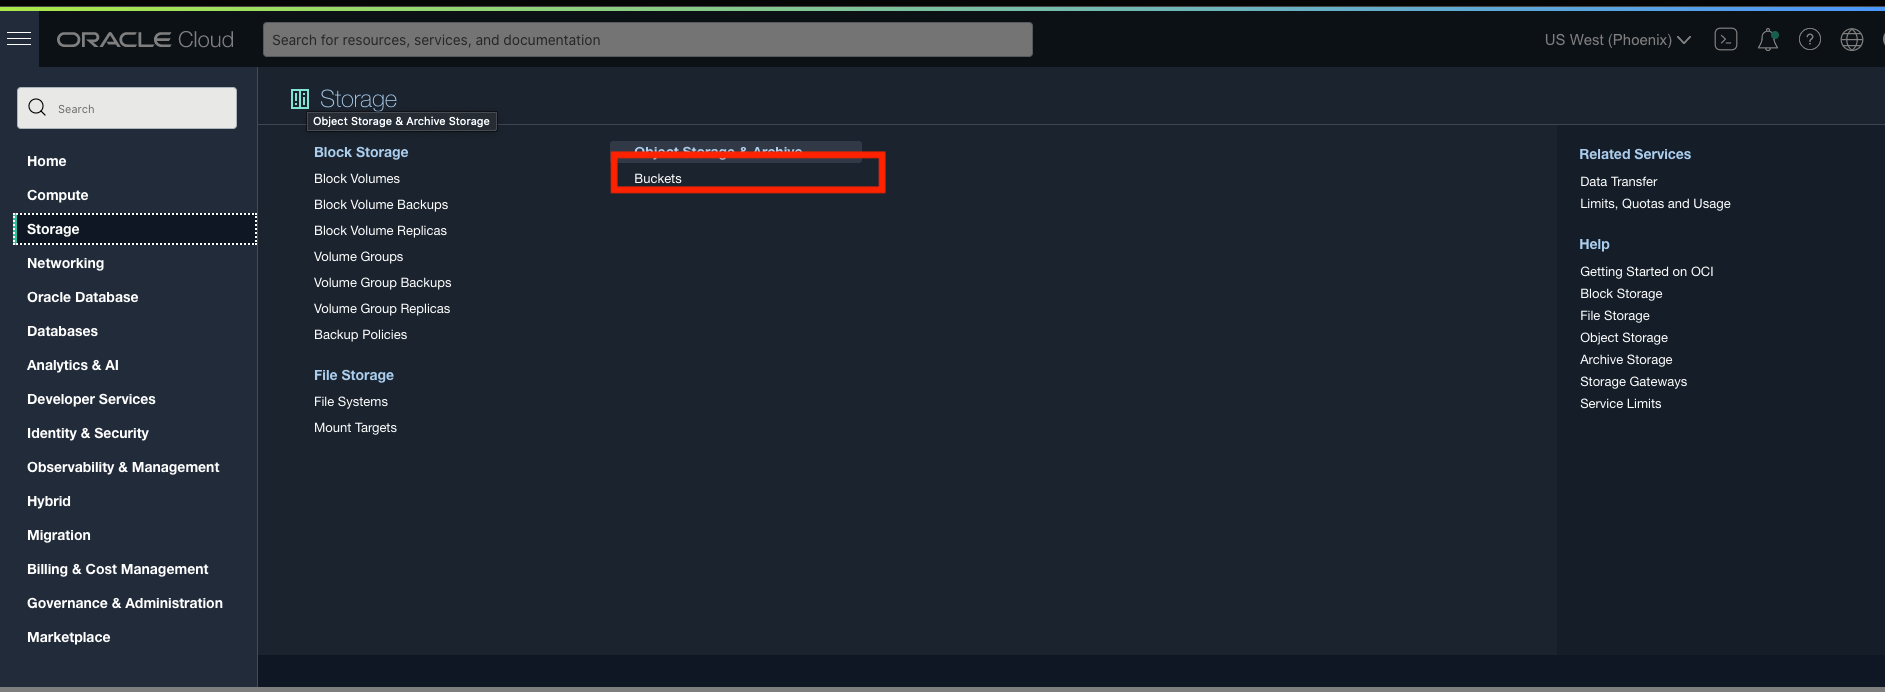 ORACLE Cloud
Search for resources, services, and documentation
US West (Phoenix)
Search
Home
Compute
Storage
Networking
Oracle Database
Databases
Analytics & AI
Developer Services
Identity & Security
Observability & Management
Hybrid
Migration
Billing & Cost Management
Governance & Administration
Marketplace
Storage
Object Storage & Archive Storage
Block Storage
Block Volumes
Block Volume Backups
Block Volume Replicas
Volume Groups
Volume Group Backups
Volume Group Replicas
Backup Policies
File Storage
File Systems
Mount Targets
Object Storage & Archive
Buckets
Related Services
Data Transfer
Limits, Quotas and Usage
Help
Getting Started on OCI
Block Storage
File Storage
Object Storage
Archive Storage
Storage Gateways
Service Limits